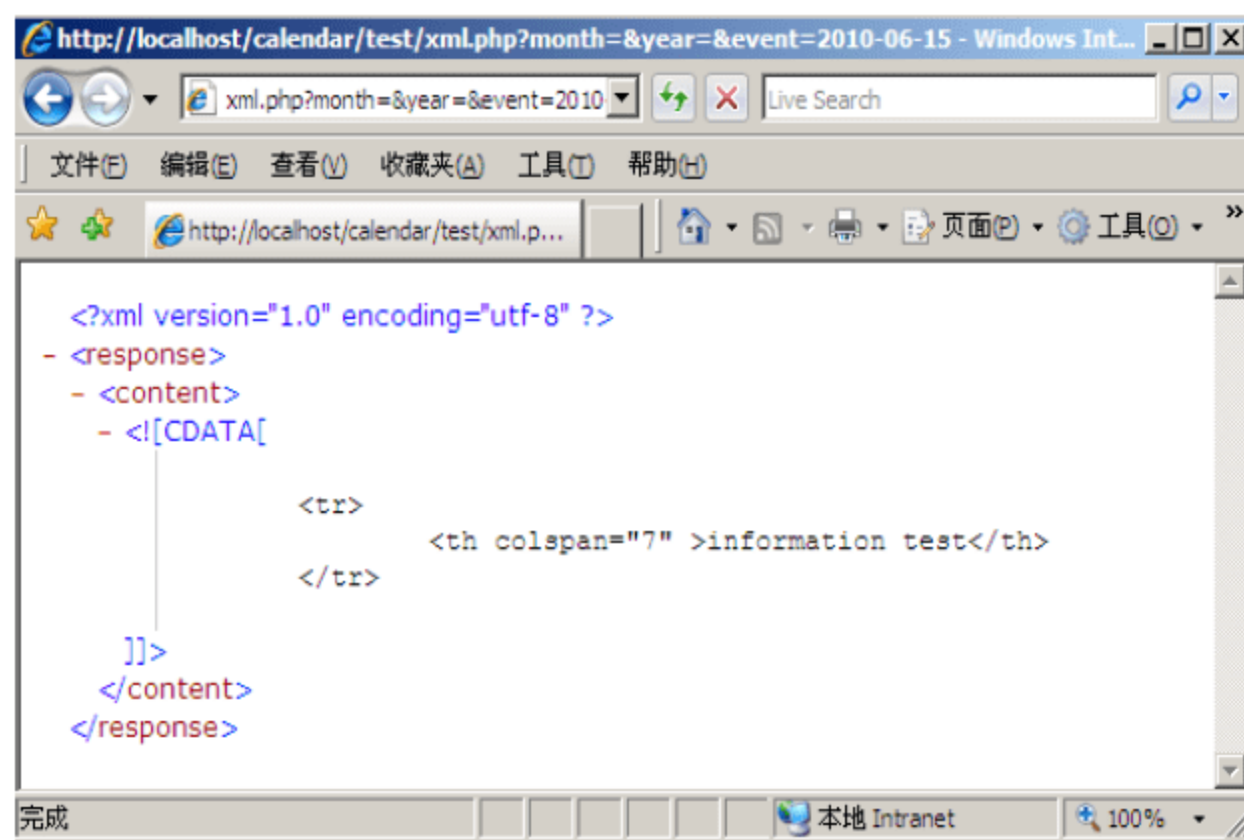 http://localhost/calendar/test/xml.php?month=&year=&event=2010-06-15 - Windows Int...
xml.php?month=&year=&event=2010-
Live Search
文件(F) 编辑(E) 查看(V) 收藏夹(A) 工具(T) 帮助(H)
http://localhost/calendar/test/xml.p...
页面(P) 工具(O) »
<?xml version="1.0" encoding="utf-8" ?>
- <response>
- <content>
- <![CDATA[
<tr>
<th colspan="7" >information test</th>
</tr>
]]>
</content>
</response>
完成 本地 Intranet 100%